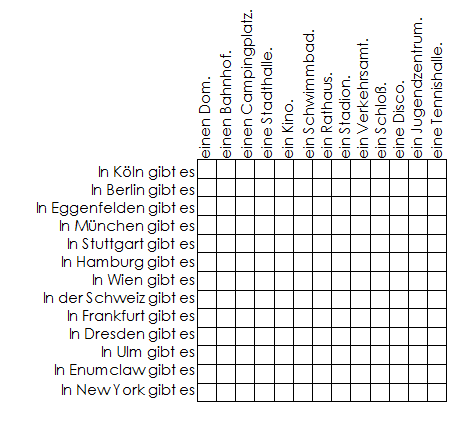 einen Dom.
einen Bahnhof.
einen Campingplatz.
eine Stadthalle.
ein Kino.
ein Schwimmbad.
ein Rathaus.
ein Stadion.
ein Verkehrsamt.
ein Schloß.
eine Disco.
ein Jugendzentrum.
eine Tennishalle.
In Köln gibt es
In Berlin gibt es
In Eggenfelden gibt es
In München gibt es
In Stuttgart gibt es
In Hamburg gibt es
In Wien gibt es
In der Schweiz gibt es
In Frankfurt gibt es
In Dresden gibt es
In Ulm gibt es
In Enumclaw gibt es
In New York gibt es